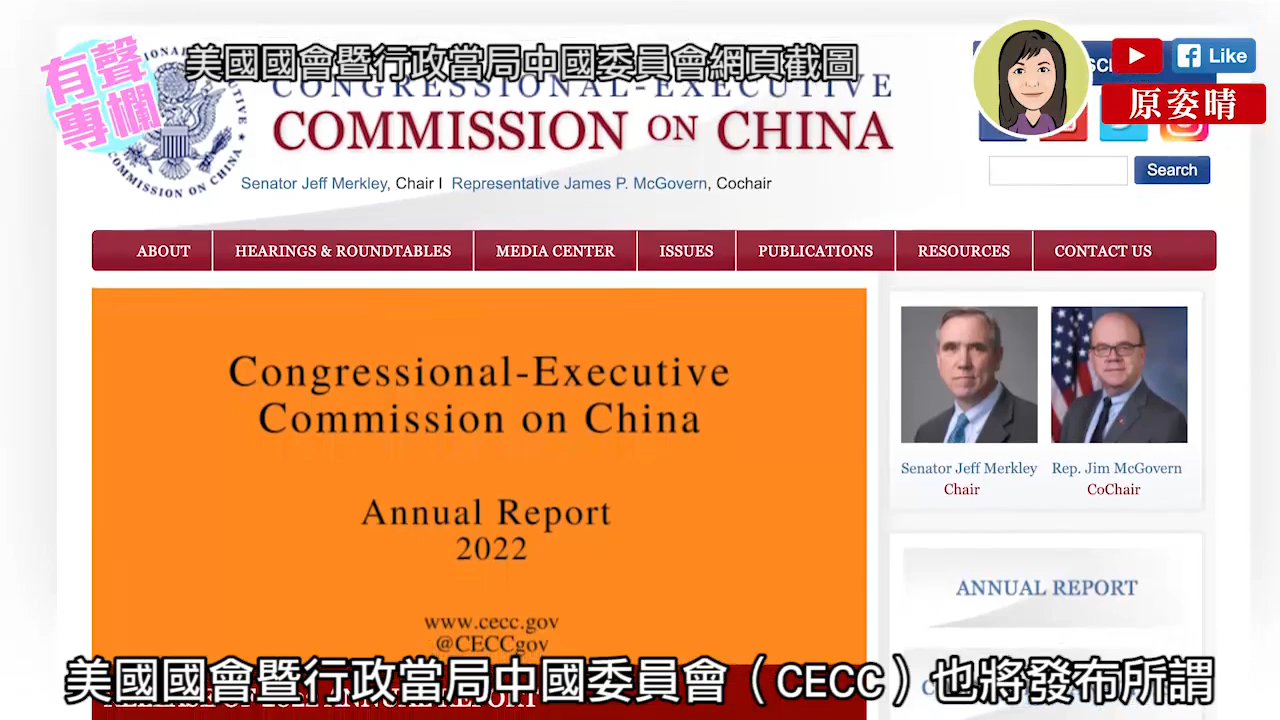 有聲
專欄
美國國會暨行政當局中國委員會網頁截圖
CONGRESSIONAL-EXECUTIVE
COMMISSION ON CHINA
Senator Jeff Merkley, Chair I Representative James P. McGovern, Cochair
Like
原姿晴
Search
ABOUT
HEARINGS & ROUNDTABLES
MEDIA CENTER
ISSUES
PUBLICATIONS
RESOURCES
CONTACT US
Congressional-Executive
Commission on China
Annual Report
2022
www.cecc.gov
@CECCgov
Senator Jeff Merkley
Chair
Rep. Jim McGovern
CoChair
ANNUAL REPORT
美國國會暨行政當局中國委員會（CECC）也將發布所謂